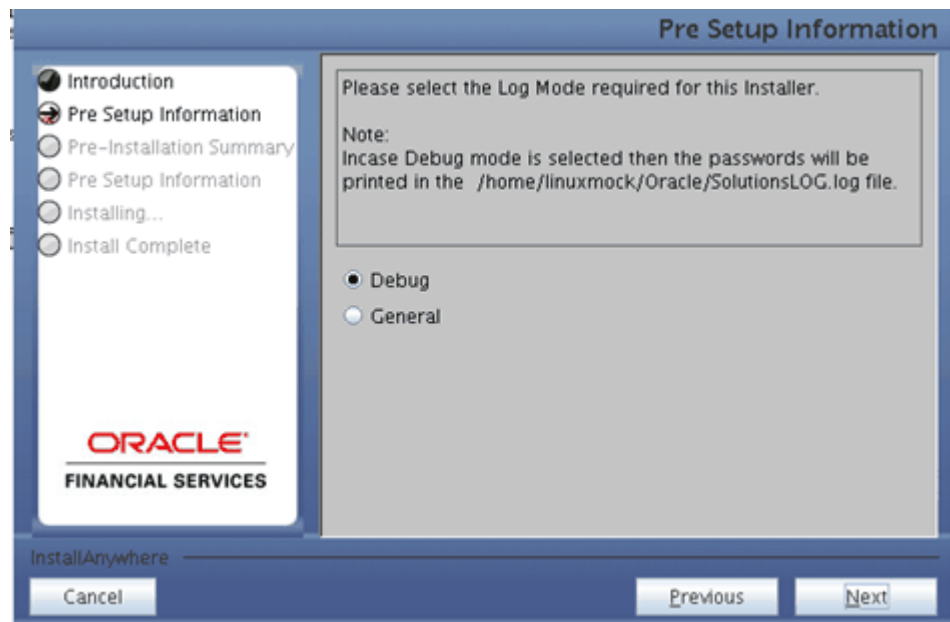 Pre Setup Information
Introduction
Pre Setup Information
Pre-Installation Summary
Pre Setup Information
Installing...
Install Complete
ORACLE
FINANCIAL SERVICES
Please select the Log Mode required for this Installer.
Note:
Incase Debug mode is selected then the passwords will be
printed in the /home/linuxmock/Oracle/SolutionsLOG.log file.
Debug
General
InstallAnywhere
Cancel
Previous
Next